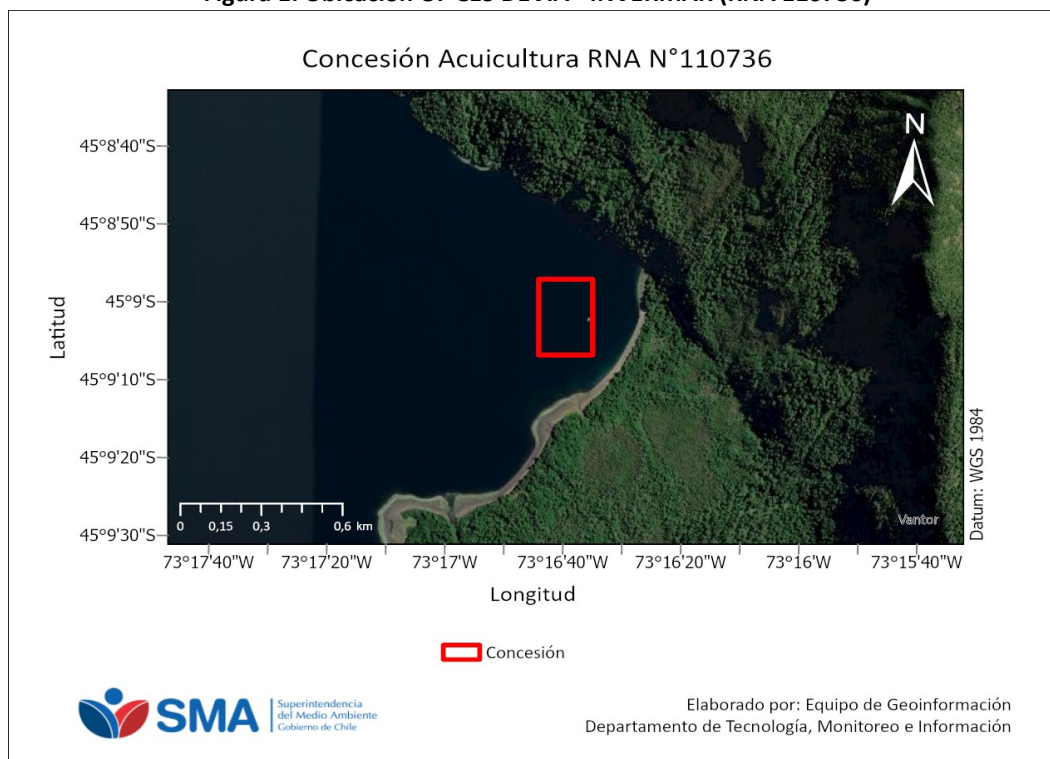 Concesión Acuicultura RNA N°110736
N
45°8'40"S
45°8'50"S
45°9'S
45°9'10"S
45°9'20"S
45°9'30"S
Latitud
0 0,15 0,3 0,6 km
Vantor
Datum: WGS 1984
73°17'40"W 73°17'20"W 73°17'W 73°16'40"W 73°16'20"W 73°16'W 73°15'40"W
Longitud
Concesión
SMA
Superintendencia
del Medio Ambiente
Gobierno de Chile
Elaborado por: Equipo de Geoinformación
Departamento de Tecnología, Monitoreo e Información